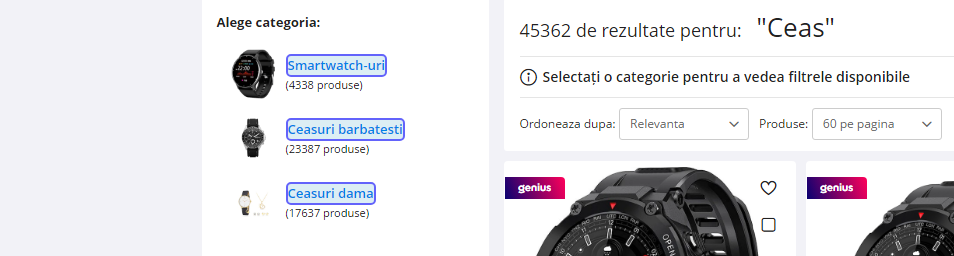 Alege categoria:
Smartwatch-uri
(4338 produse)
Ceasuri barbatesti
(23387 produse)
Ceasuri dama
(17637 produse)
45362 de rezultate pentru: "Ceas"
Selectați o categorie pentru a vedea filtrele disponibile
Ordoneaza dupa: Relevanta Produse: 60 pe pagina
genius
genius